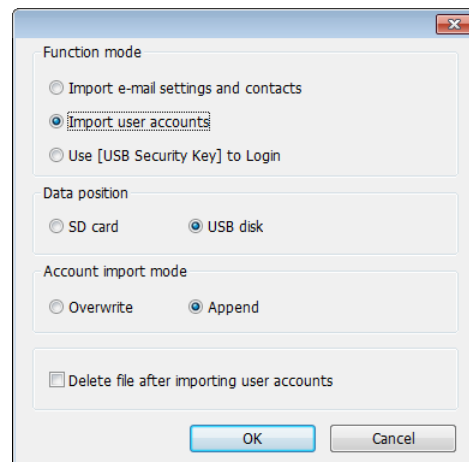 Function mode
Import e-mail settings and contacts
Import user accounts
Use [USB Security Key] to Login
Data position
SD card USB disk
Account import mode
Overwrite Append
Delete file after importing user accounts
OK Cancel